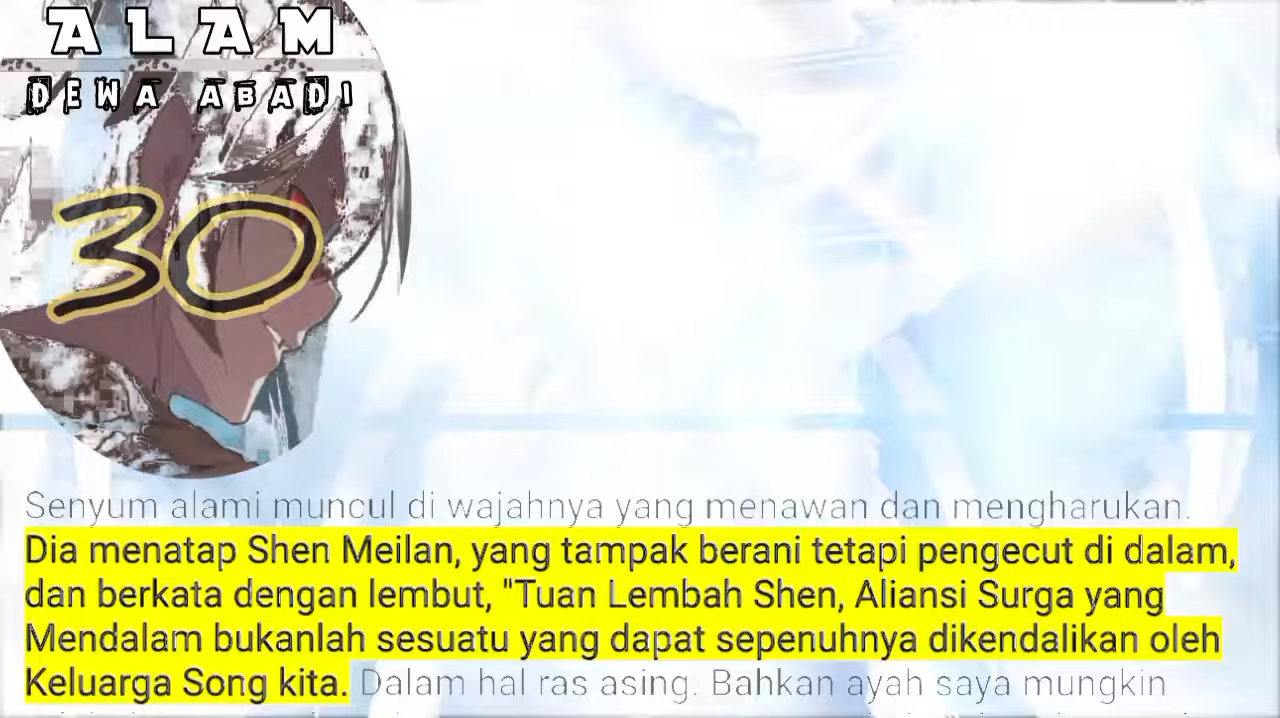 ALAM
DEWA ABADI
30
Senyum alami muncul di wajahnya yang menawan dan mengharukan.
Dia menatap Shen Meilan, yang tampak berani tetapi pengecut di dalam,
dan berkata dengan lembut, "Tuan Lembah Shen, Aliansi Surga yang
Mendalam bukanlah sesuatu yang dapat sepenuhnya dikendalikan oleh
Keluarga Song kita. Dalam hal ras asing. Bahkan ayah saya mungkin